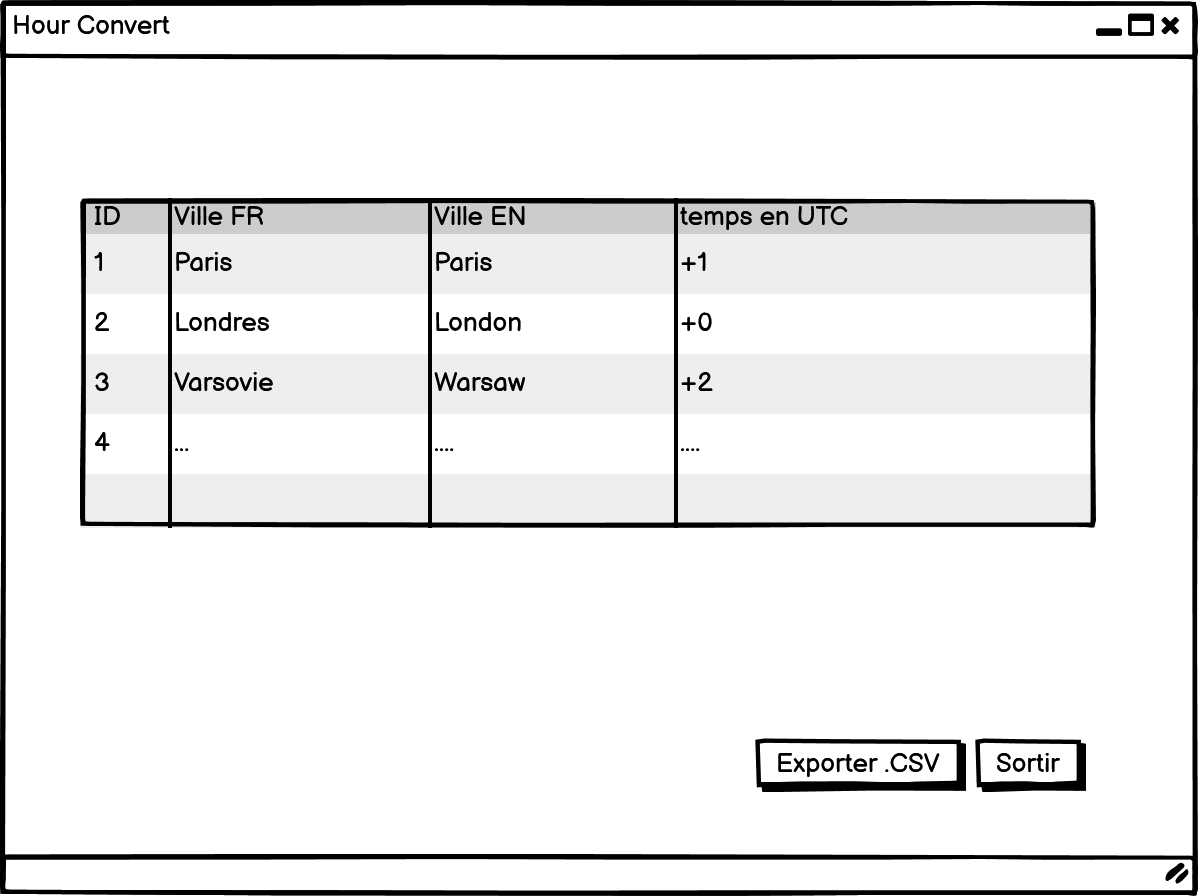 Hour Convert
ID Ville FR Ville EN temps en UTC
1 Paris Paris +1
2 Londres London +0
3 Varsovie Warsaw +2
4 ... .... ....
Exporter .CSV Sortir